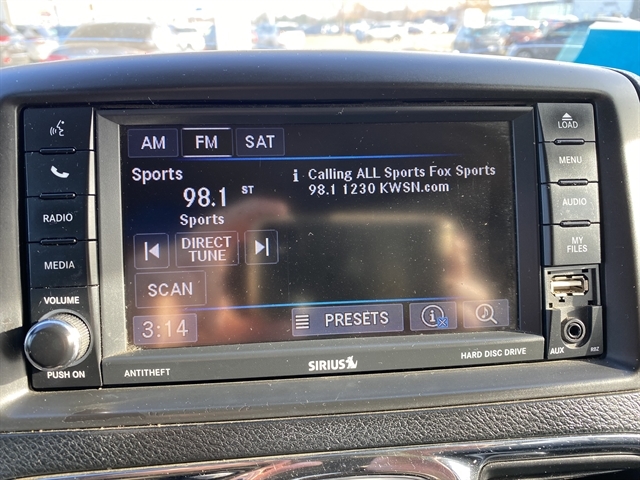 AM FM SAT
Sports
98.1 ST
Sports
i Calling ALL Sports Fox Sports
98.1 1230 KWSN.com
DIRECT
TUNE
SCAN
3:14
PRESETS
i
RADIO
MEDIA
VOLUME
PUSH ON
LOAD
MENU
AUDIO
MY
FILES
AUX RBZ
ANTITHEFT
SIRIUS
HARD DISC DRIVE